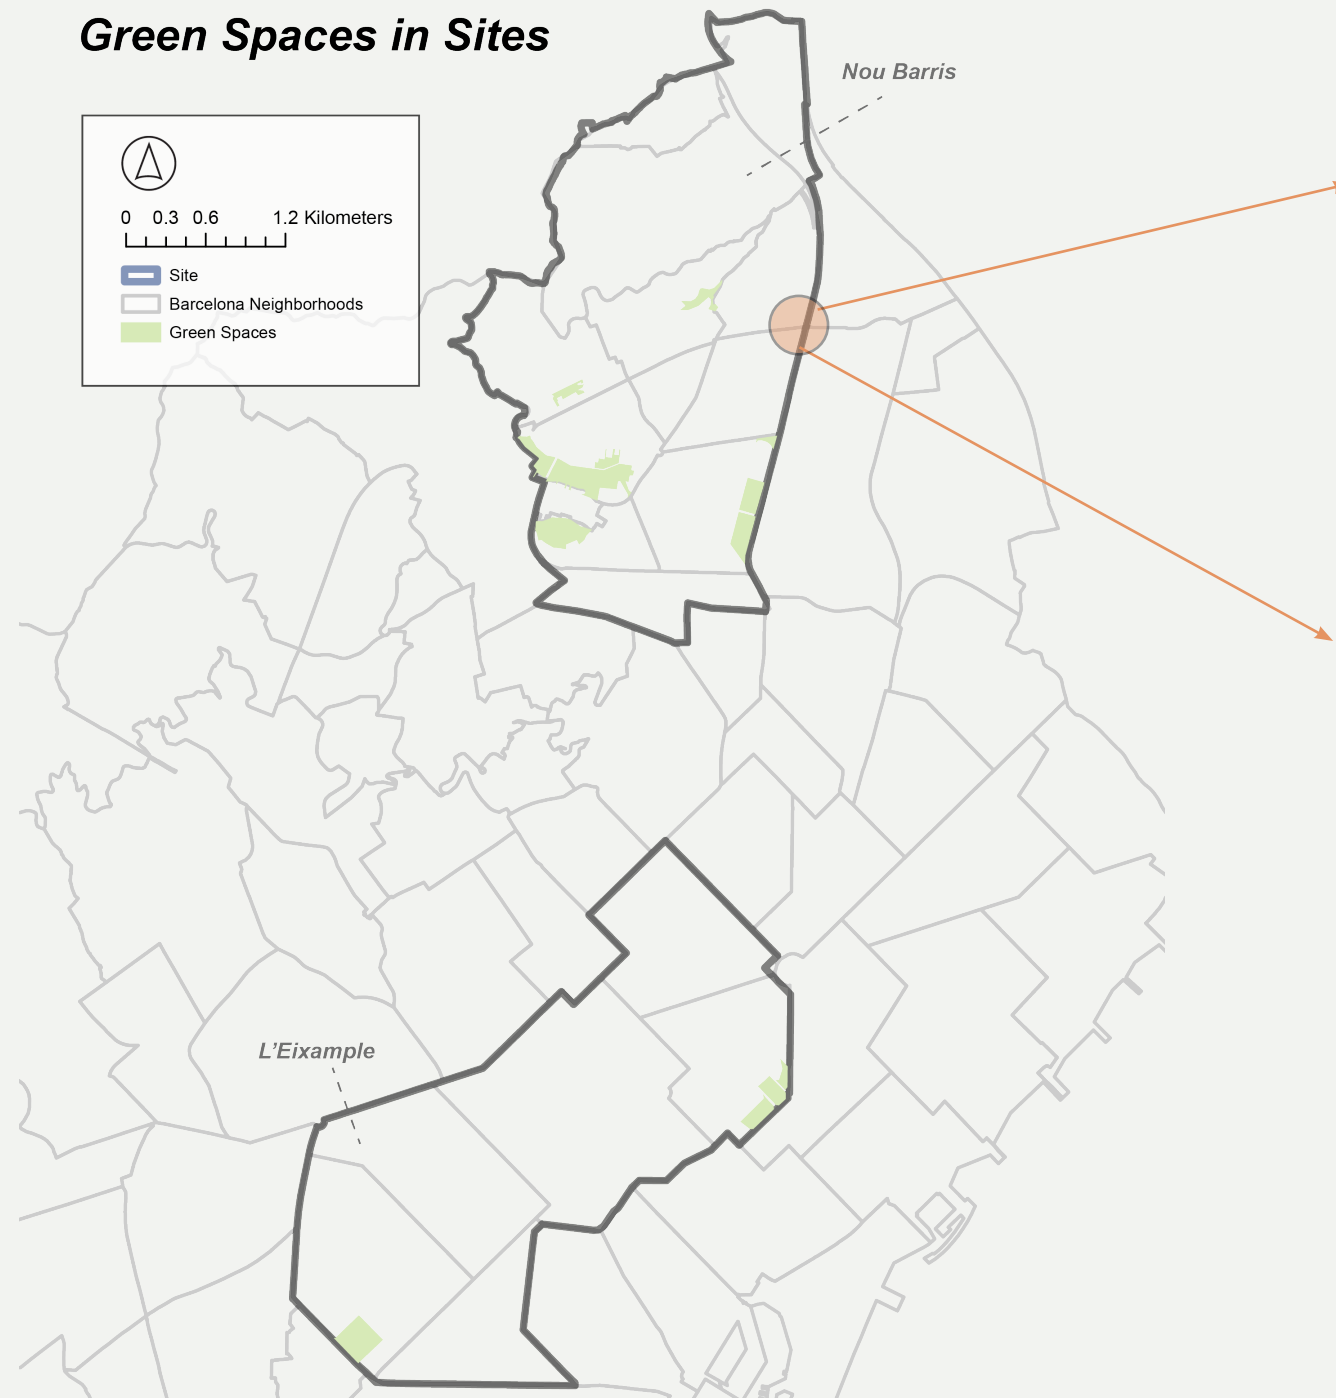 Green Spaces in Sites
Nou Barris
0 0.3 0.6 1.2 Kilometers
Site
Barcelona Neighborhoods
Green Spaces
L’Eixample